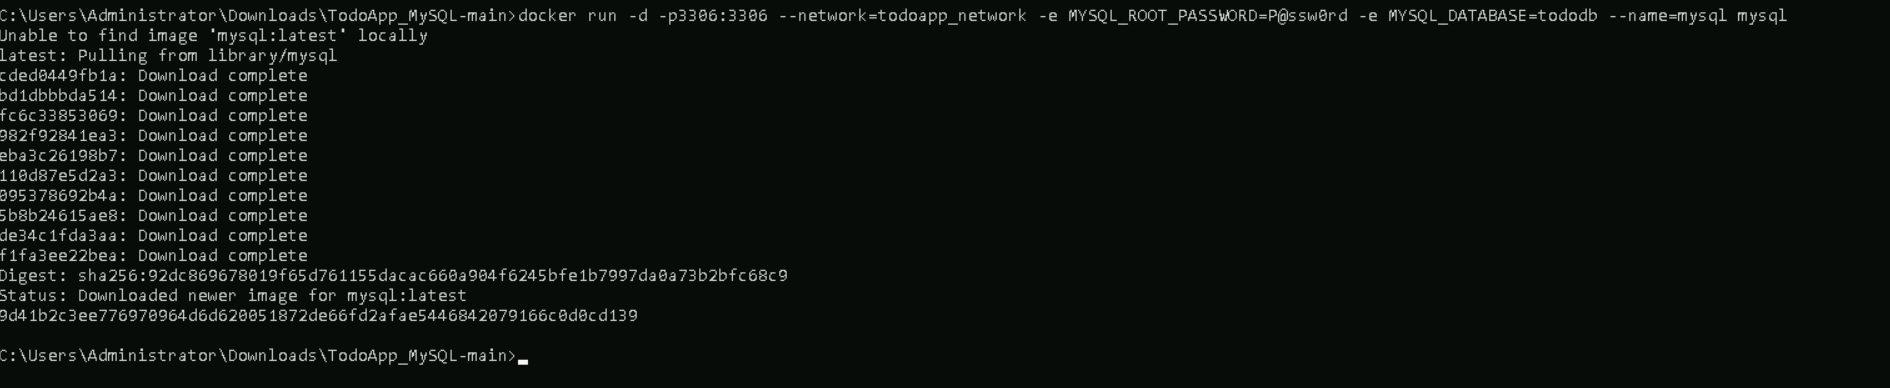 C:\Users\Administrator\Downloads\TodoApp_MySQL-main>docker run -d -p3306:3306 --network=todoapp_network -e MYSQL_ROOT_PASSWORD=P@ssw0rd -e MYSQL_DATABASE=tododb --name=mysql mysql
Unable to find image 'mysql:latest' locally
latest: Pulling from library/mysql
cded0449fb1a: Download complete
bd1dbbbda514: Download complete
fc6c33853069: Download complete
982f92841ea3: Download complete
eba3c26198b7: Download complete
110d87e5d2a3: Download complete
095378692b4a: Download complete
5b8b24615ae8: Download complete
de34c1fda3aa: Download complete
f1fa3ee22bea: Download complete
Digest: sha256:92dc869678019f65d761155dacac660a904f6245bfe1b7997da0a73b2bfc68c9
Status: Downloaded newer image for mysql:latest
9d41b2c3ee776970964d6d620051872de66fd2afae5446842079166c0d0cd139
C:\Users\Administrator\Downloads\TodoApp_MySQL-main>